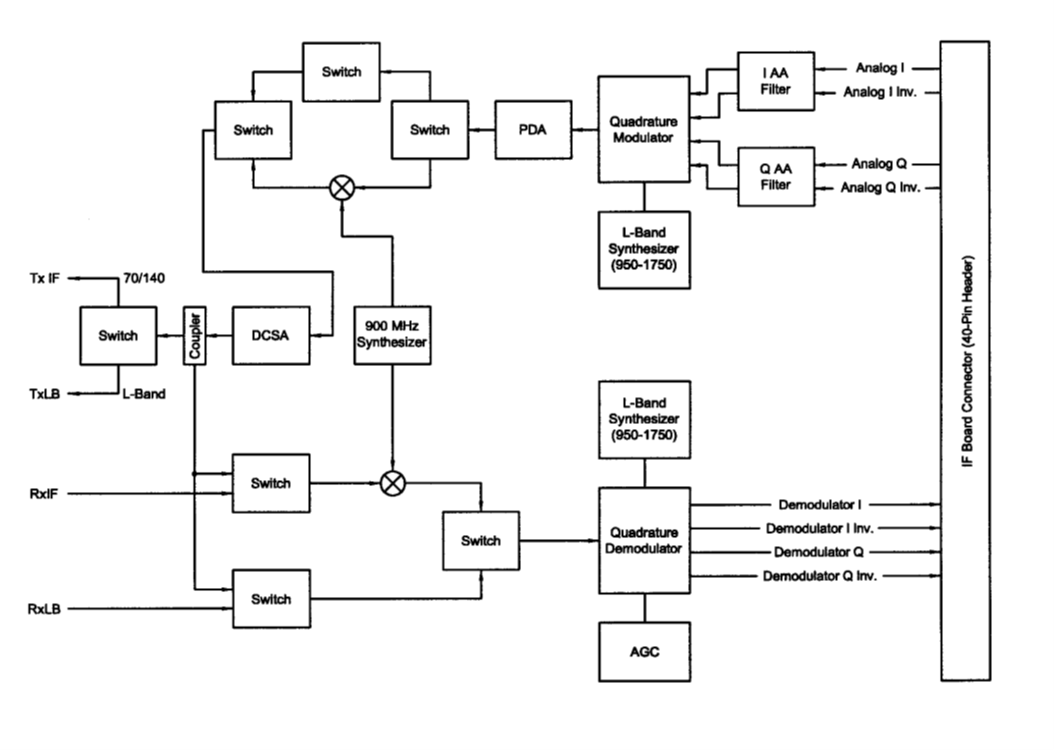 Switch
Switch
Switch
PDA
Quadrature
Modulator
I AA
Filter
Analog I
Analog I Inv.
Q AA
Filter
Analog Q
Analog Q Inv.
L-Band
Synthesizer
(950-1750)
Tx IF
70/140
Switch
Coupler
DCSA
900 MHz
Synthesizer
TxLB
L-Band
IF Board Connector (40-Pin Header)
L-Band
Synthesizer
(950-1750)
RxIF
Switch
Switch
Quadrature
Demodulator
Demodulator I
Demodulator I Inv.
Demodulator Q
Demodulator Q Inv.
RxLB
Switch
AGC